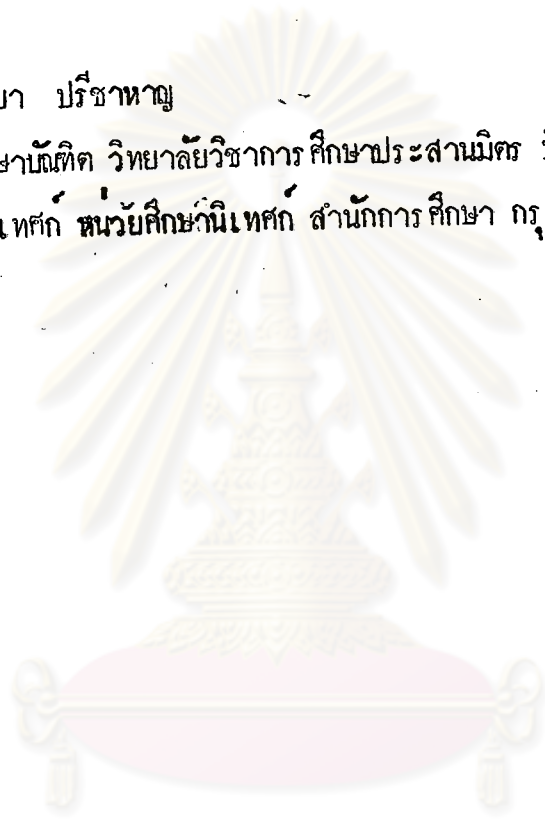 ยา ปรีชาหาญ
ษาบัณฑิต วิทยาลัยวิชาการศึกษาประสานมิตร
เทศก์ หน่วยศึกษานิเทศก์ สำนักการศึกษา กรุ